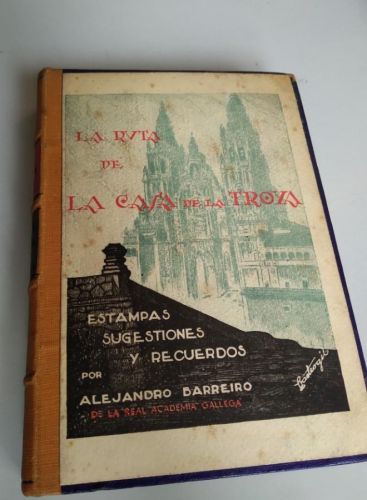 LA RUTA
DE
LA CASA DE LA TROYA
ESTAMPAS
SUGESTIONES
Y RECUERDOS
POR
ALEJANDRO BARREIRO
DE LA REAL ACADEMIA GALLEGA